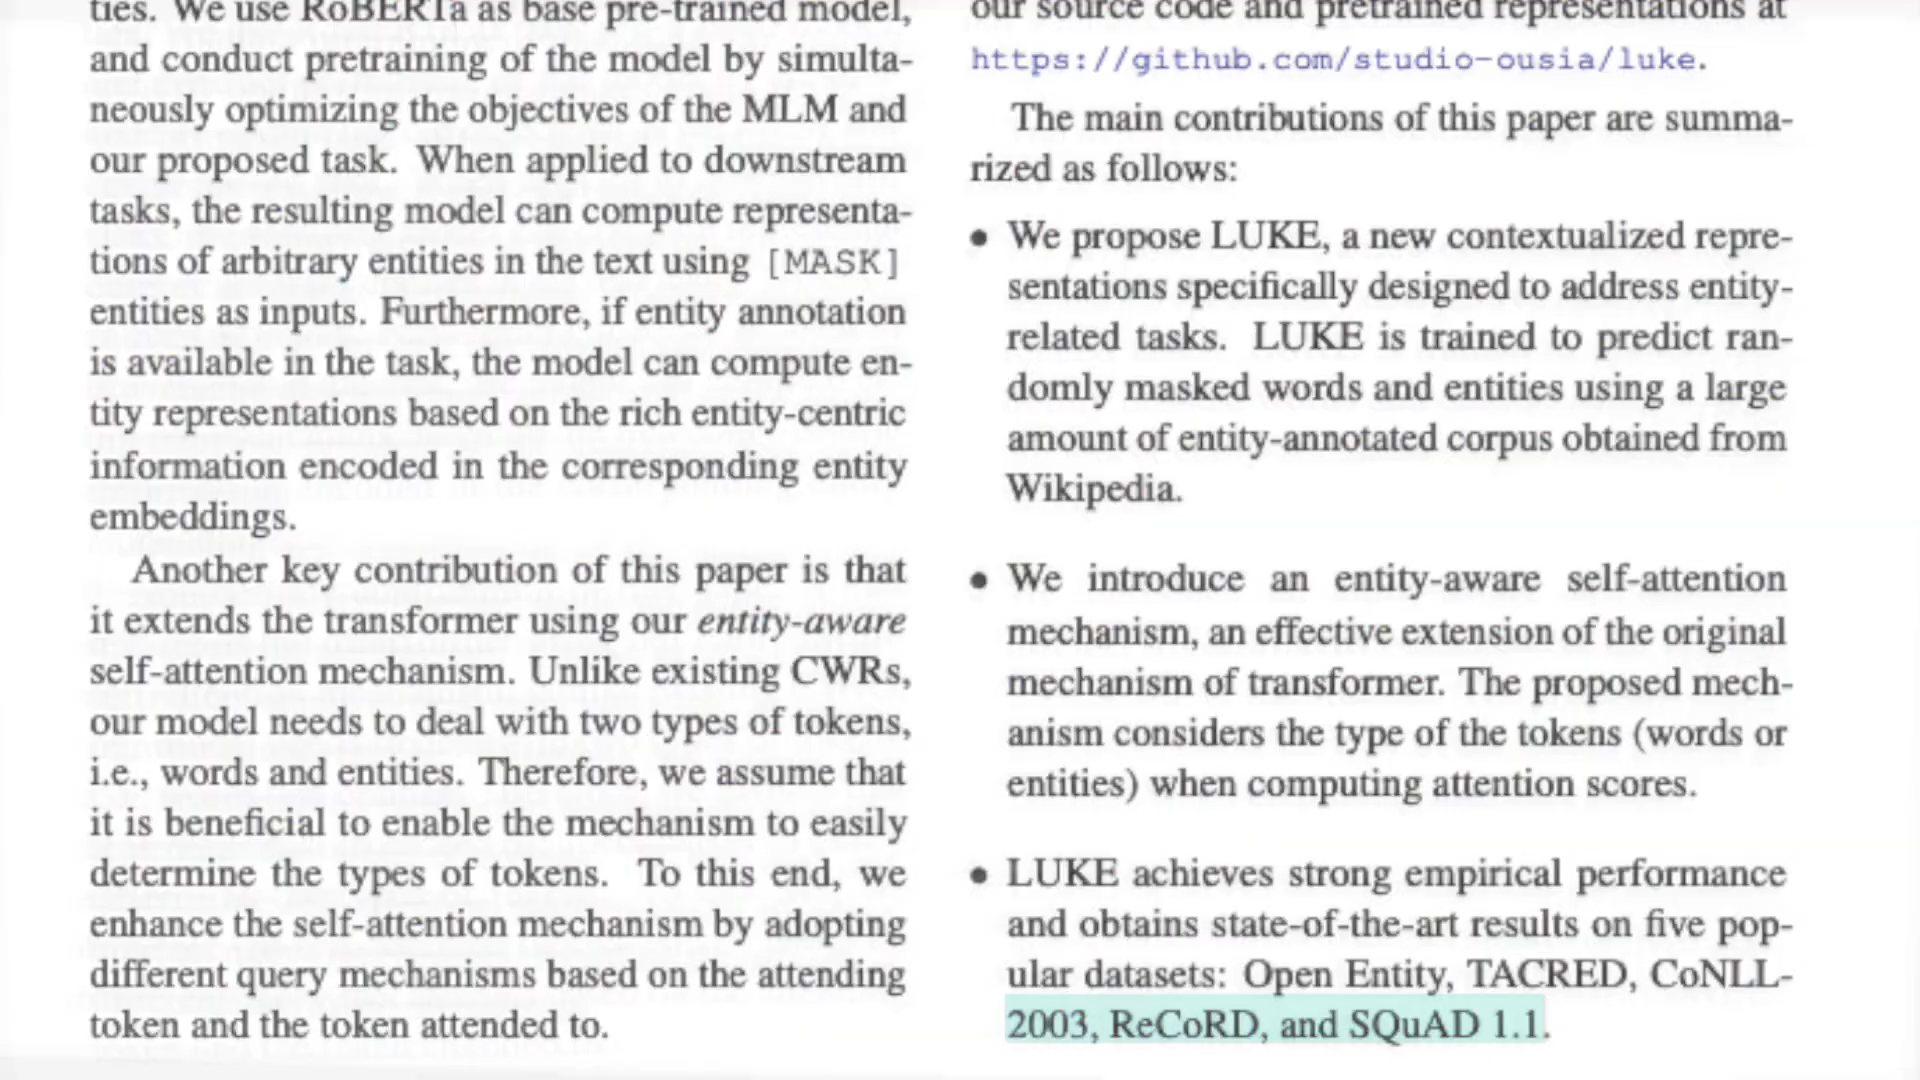 ties. We use RoBERTa as base pre-trained model,
and conduct pretraining of the model by simulta-
neously optimizing the objectives of the MLM and
our proposed task. When applied to downstream
tasks, the resulting model can compute representa-
tions of arbitrary entities in the text using [MASK]
entities as inputs. Furthermore, if entity annotation
is available in the task, the model can compute en-
tity representations based on the rich entity-centric
information encoded in the corresponding entity
embeddings.
Another key contribution of this paper is that
it extends the transformer using our entity-aware
self-attention mechanism. Unlike existing CWRs,
our model needs to deal with two types of tokens,
i.e., words and entities. Therefore, we assume that
it is beneficial to enable the mechanism to easily
determine the types of tokens. To this end, we
enhance the self-attention mechanism by adopting
different query mechanisms based on the attending
token and the token attended to.
our source code and pretrained representations at
https://github.com/studio-ousia/luke.
The main contributions of this paper are summa-
rized as follows:
• We propose LUKE, a new contextualized repre-
sentations specifically designed to address entity-
related tasks. LUKE is trained to predict ran-
domly masked words and entities using a large
amount of entity-annotated corpus obtained from
Wikipedia.
• We introduce an entity-aware self-attention
mechanism, an effective extension of the original
mechanism of transformer. The proposed mech-
anism considers the type of the tokens (words or
entities) when computing attention scores.
• LUKE achieves strong empirical performance
and obtains state-of-the-art results on five pop-
ular datasets: Open Entity, TACRED, CoNLL-
2003, ReCoRD, and SQuAD 1.1.